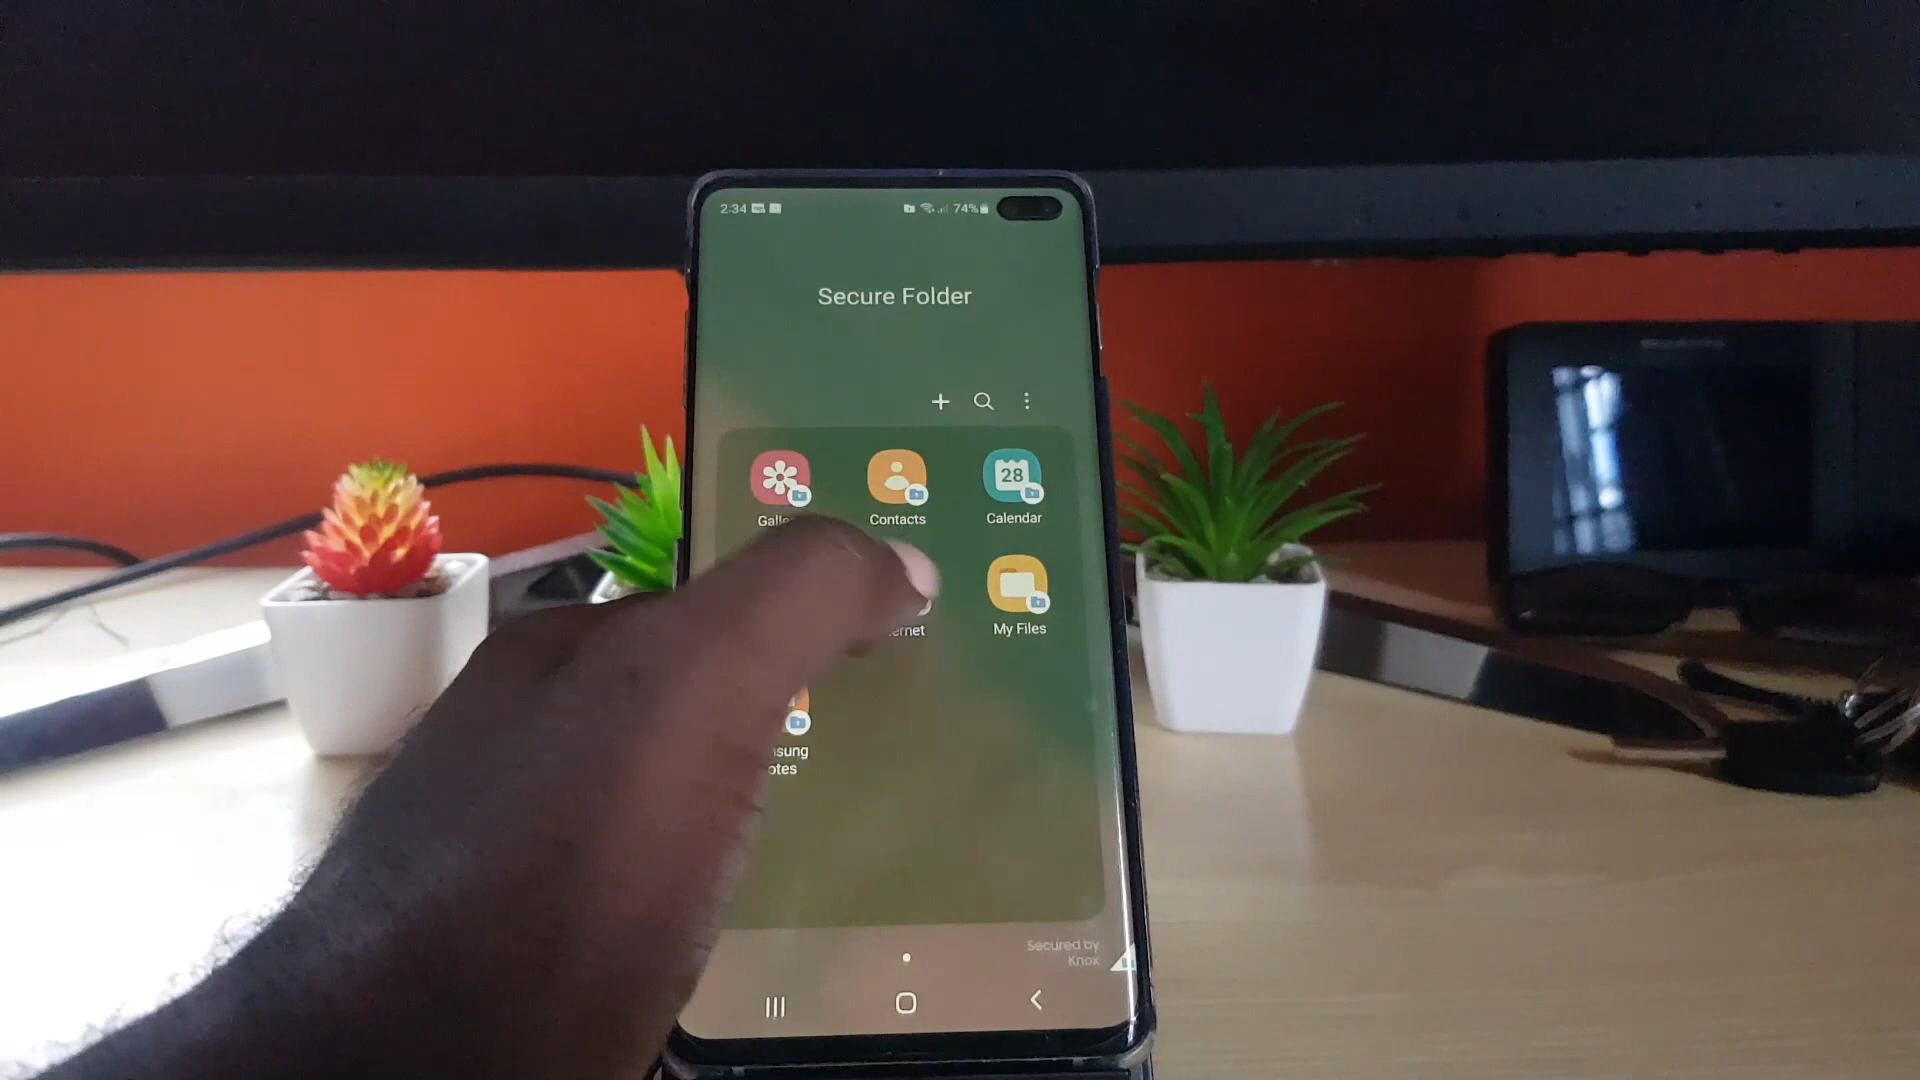 2:34
74%
Secure Folder
28
Contacts
Calendar
My Files
Secured by
Knox